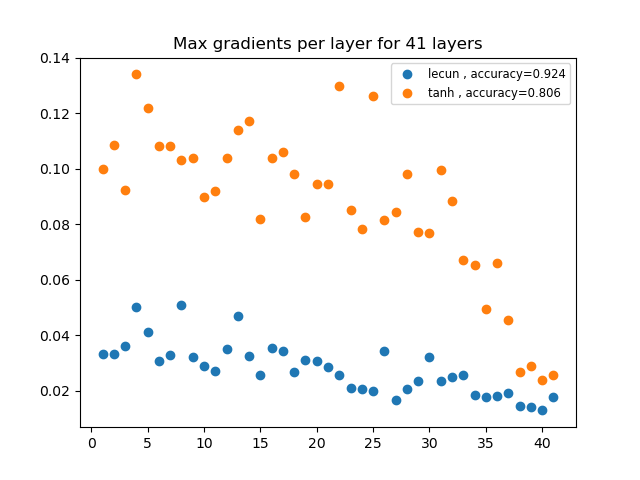 Max gradients per layer for 41 layers
lecun , accuracy=0.924
tanh , accuracy=0.806
0.14
0.12
0.10
0.08
0.06
0.04
0.02
0 5 10 15 20 25 30 35 40